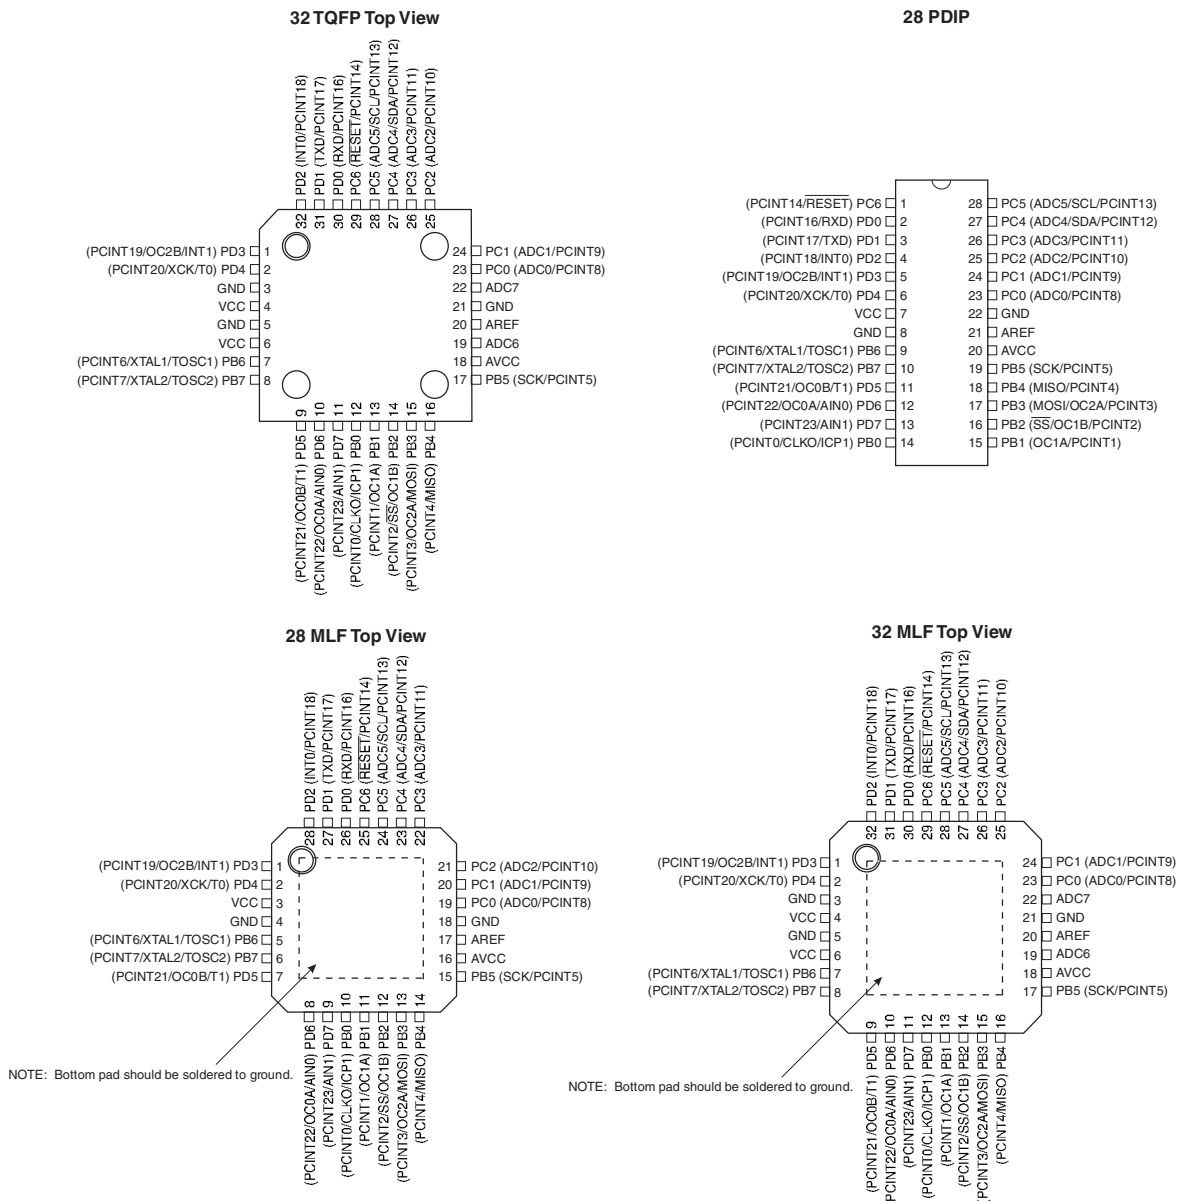 32 TQFP Top View
PD2 (INT0/PCINT18)
PD1 (TXD/PCINT17)
PD0 (RXD/PCINT16)
PC6 (RESET/PCINT14)
PC5 (ADC5/SCL/PCINT13)
PC4 (ADC4/SDA/PCINT12)
PC3 (ADC3/PCINT11)
PC2 (ADC2/PCINT10)
32 31 30 29 28 27 26 25
(PCINT19/OC2B/INT1) PD3 1
(PCINT20/XCK/T0) PD4 2
GND 3
VCC 4
GND 5
VCC 6
(PCINT6/XTAL1/TOSC1) PB6 7
(PCINT7/XTAL2/TOSC2) PB7 8
24 PC1 (ADC1/PCINT9)
23 PC0 (ADC0/PCINT8)
22 ADC7
21 GND
20 AREF
19 ADC6
18 AVCC
17 PB5 (SCK/PCINT5)
9 10 11 12 13 14 15 16
(PCINT21/OC0B/T1) PD5
(PCINT22/OC0A/AIN0) PD6
(PCINT23/AIN1) PD7
(PCINT0/CLKO/ICP1) PB0
(PCINT1/OC1A) PB1
(PCINT2/SS/OC1B) PB2
(PCINT3/OC2A/MOSI) PB3
(PCINT4/MISO) PB4
28 PDIP
(PCINT14/RESET) PC6 1
(PCINT16/RXD) PD0 2
(PCINT17/TXD) PD1 3
(PCINT18/INT0) PD2 4
(PCINT19/OC2B/INT1) PD3 5
(PCINT20/XCK/T0) PD4 6
VCC 7
GND 8
(PCINT6/XTAL1/TOSC1) PB6 9
(PCINT7/XTAL2/TOSC2) PB7 10
(PCINT21/OC0B/T1) PD5 11
(PCINT22/OC0A/AIN0) PD6 12
(PCINT23/AIN1) PD7 13
(PCINT0/CLKO/ICP1) PB0 14
28 PC5 (ADC5/SCL/PCINT13)
27 PC4 (ADC4/SDA/PCINT12)
26 PC3 (ADC3/PCINT11)
25 PC2 (ADC2/PCINT10)
24 PC1 (ADC1/PCINT9)
23 PC0 (ADC0/PCINT8)
22 GND
21 AREF
20 AVCC
19 PB5 (SCK/PCINT5)
18 PB4 (MISO/PCINT4)
17 PB3 (MOSI/OC2A/PCINT3)
16 PB2 (SS/OC1B/PCINT2)
15 PB1 (OC1A/PCINT1)
28 MLF Top View
PD2 (INT0/PCINT18)
PD1 (TXD/PCINT17)
PD0 (RXD/PCINT16)
PC6 (RESET/PCINT14)
PC5 (ADC5/SCL/PCINT13)
PC4 (ADC4/SDA/PCINT12)
PC3 (ADC3/PCINT11)
28 27 26 25 24 23 22
(PCINT19/OC2B/INT1) PD3 1
(PCINT20/XCK/T0) PD4 2
VCC 3
GND 4
(PCINT6/XTAL1/TOSC1) PB6 5
(PCINT7/XTAL2/TOSC2) PB7 6
(PCINT21/OC0B/T1) PD5 7
21 PC2 (ADC2/PCINT10)
20 PC1 (ADC1/PCINT9)
19 PC0 (ADC0/PCINT8)
18 GND
17 AREF
16 AVCC
15 PB5 (SCK/PCINT5)
8 9 10 11 12 13 14
(PCINT22/OC0A/AIN0) PD6
(PCINT23/AIN1) PD7
(PCINT0/CLKO/ICP1) PB0
(PCINT1/OC1A) PB1
(PCINT2/SS/OC1B) PB2
(PCINT3/OC2A/MOSI) PB3
(PCINT4/MISO) PB4
NOTE: Bottom pad should be soldered to ground.
32 MLF Top View
PD2 (INT0/PCINT18)
PD1 (TXD/PCINT17)
PD0 (RXD/PCINT16)
PC6 (RESET/PCINT14)
PC5 (ADC5/SCL/PCINT13)
PC4 (ADC4/SDA/PCINT12)
PC3 (ADC3/PCINT11)
PC2 (ADC2/PCINT10)
32 31 30 29 28 27 26 25
(PCINT19/OC2B/INT1) PD3 1
(PCINT20/XCK/T0) PD4 2
GND 3
VCC 4
GND 5
VCC 6
(PCINT6/XTAL1/TOSC1) PB6 7
(PCINT7/XTAL2/TOSC2) PB7 8
24 PC1 (ADC1/PCINT9)
23 PC0 (ADC0/PCINT8)
22 ADC7
21 GND
20 AREF
19 ADC6
18 AVCC
17 PB5 (SCK/PCINT5)
9 10 11 12 13 14 15 16
(PCINT21/OC0B/T1) PD5
(PCINT22/OC0A/AIN0) PD6
(PCINT23/AIN1) PD7
(PCINT0/CLKO/ICP1) PB0
(PCINT1/OC1A) PB1
(PCINT2/SS/OC1B) PB2
(PCINT3/OC2A/MOSI) PB3
(PCINT4/MISO) PB4
NOTE: Bottom pad should be soldered to ground.